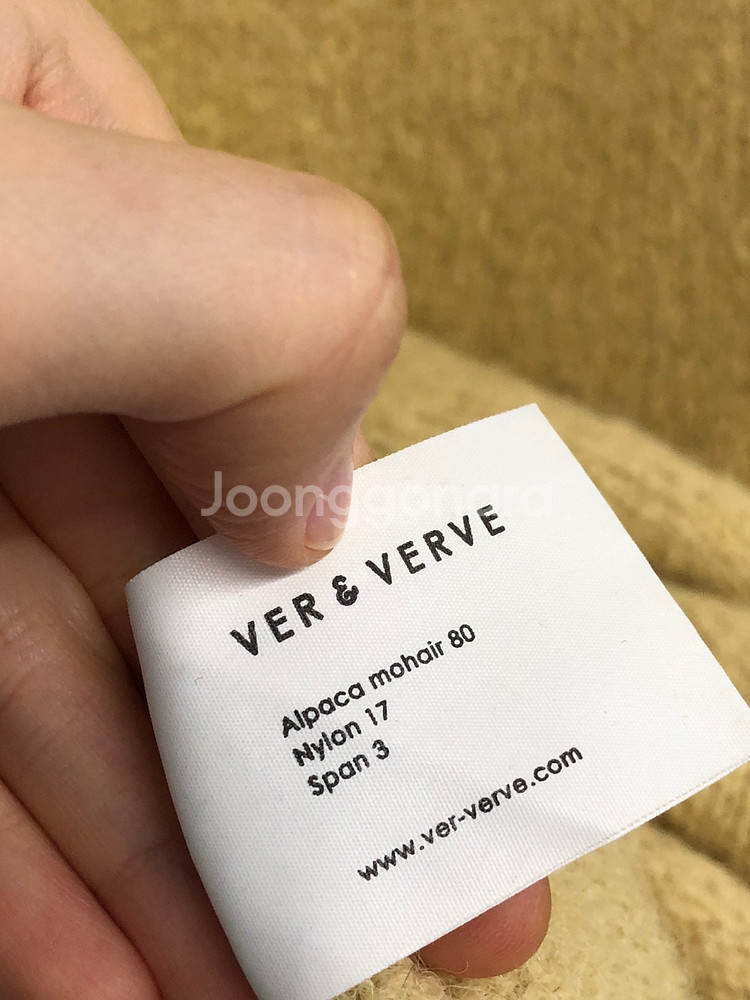 Joonggonara
VER & VERVE
Alpaca mohair 80
Nylon 17
Span 3
www.ver-verve.com